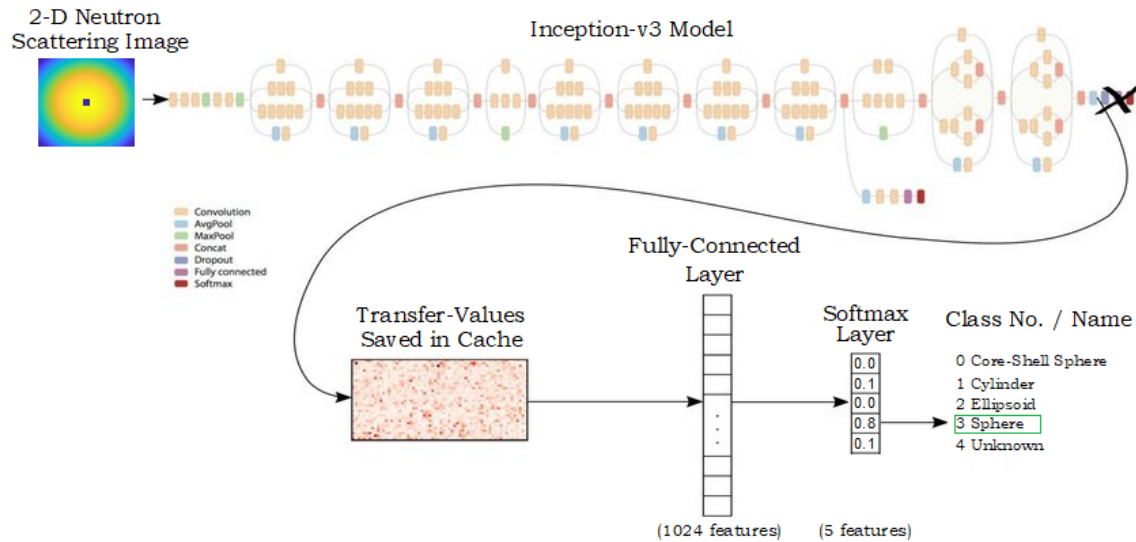 2-D Neutron
Scattering Image
Inception-v3 Model
Convolution
AvgPool
MaxPool
Concat
Dropout
Fully connected
Softmax
Transfer-Values
Saved in Cache
Fully-Connected
Layer
Softmax
Layer
Class No. / Name
0.0
0.1
0.0
0.8
0.1
0 Core-Shell Sphere
1 Cylinder
2 Ellipsoid
3 Sphere
4 Unknown
(1024 features)
(5 features)